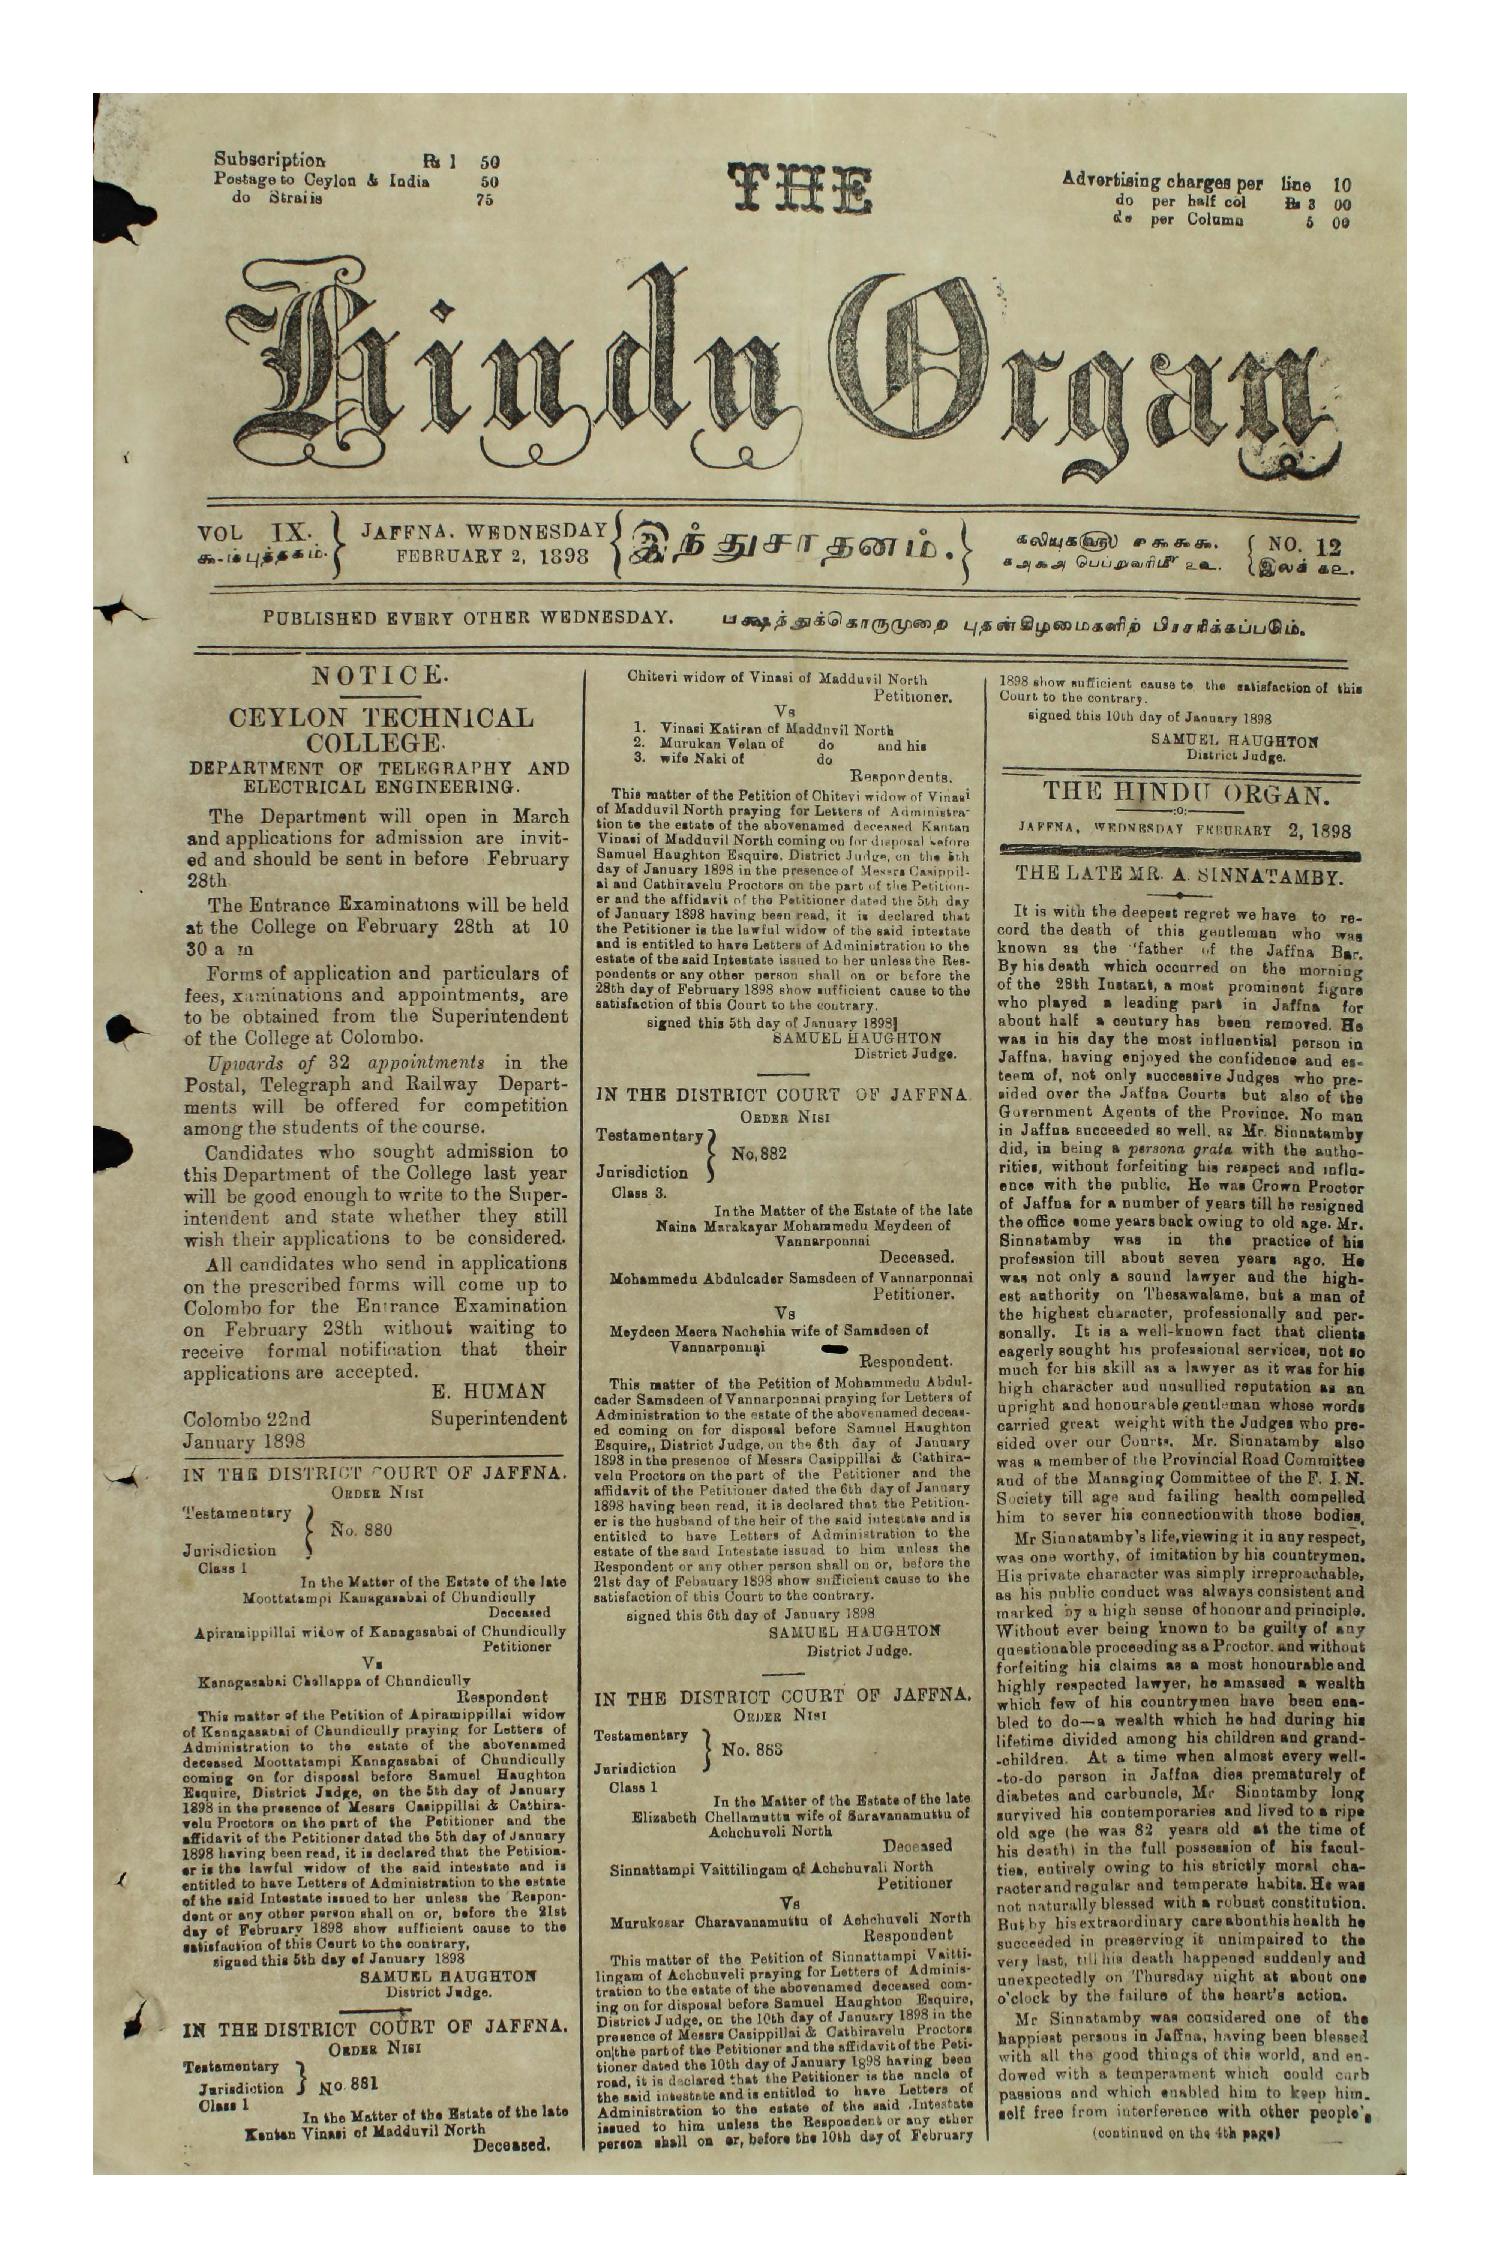 Subscription ₨ 1 50
Postage to Ceylon & India 50
do Straiis 75
THE
Advertising charges per line 10
do per half col ₨ 3 00
do per Column 5 00
Hindu Organ
VOL IX.
௯-ம்புத்தகம்.
JAFFNA. WEDNESDAY
FEBRUARY 2, 1898
இந்துசாதனம்.
கலியுகளு ௫௲௯௯௯.
௧௮௯௮ பெப்றுவரிமீ ௨௳.
NO. 12
இலக் ௧௨.
PUBLISHED EVERY OTHER WEDNESDAY.
பக்ஷத்துக்கொருமுறை புதன்கிழமைகளிற் பிரசரிக்கப்படும்.
NOTICE.
CEYLON TECHNICAL
COLLEGE.
DEPARTMENT OF TELEGRAPHY AND
ELECTRICAL ENGINEERING.
The Department will open in March
and applications for admission are invit-
ed and should be sent in before February
28th
The Entrance Examinations will be held
at the College on February 28th at 10
30 a m
Forms of application and particulars of
fees, xaminations and appointments, are
to be obtained from the Superintendent
of the College at Colombo.
Upwards of 32 appointments in the
Postal, Telegraph and Railway Depart-
ments will be offered for competition
among the students of the course.
Candidates who sought admission to
this Department of the College last year
will be good enough to write to the Super-
intendent and state whether they still
wish their applications to be considered.
All candidates who send in applications
on the prescribed forms will come up to
Colombo for the Entrance Examination
on February 28th without waiting to
receive formal notification that their
applications are accepted.
E. HUMAN
Colombo 22nd Superintendent
January 1898
IN THE DISTRICT COURT OF JAFFNA.
ORDER NISI
Testamentary
No. 880
Jurisdiction
Class 1
In the Matter of the Estate of the late
Moottatampi Kanagasabai of Chundicully
Deceased
Apiramippillai widow of Kanagasabai of Chundicully
Petitioner
Vs
Kanagasabai Chellappa of Chundicully
Respondent
This matter of the Petition of Apiramippillai widow
of Kanagasabai of Chundicully praying for Letters of
Administration to the estate of the abovenamed
deceased Moottatampi Kanagasabai of Chundicully
coming on for disposal before Samuel Haughton
Esquire, District Judge, on the 5th day of January
1898 in the presence of Messrs Casippillai & Cathira-
velu Proctors on the part of the Petitioner and the
affidavit of the Petitioner dated the 5th day of January
1898 having been read, it is declared that the Petition-
er is the lawful widow of the said intestate and is
entitled to have Letters of Administration to the estate
of the said Intestate issued to her unless the Respon-
dent or any other person shall on or, before the 21st
day of February 1898 show sufficient cause to the
satisfaction of this Court to the contrary,
signed this 5th day of January 1898
SAMUEL HAUGHTON
District Judge.
IN THE DISTRICT COURT OF JAFFNA.
ORDER NISI
Testamentary
Jurisdiction No. 881
Class 1
In the Matter of the Estate of the late
Kantan Vinasi of Madduvil North
Deceased.
Chitevi widow of Vinasi of Madduvil North
Petitioner.
Vs
1. Vinasi Katiran of Madduvil North
2. Murukan Velan of do and his
3. wife Naki of do
Respondents.
This matter of the Petition of Chitevi widow of Vinasi
of Madduvil North praying for Letters of Administra-
tion to the estate of the abovenamed deceased Kantan
Vinasi of Madduvil North coming on for disposal before
Samuel Haughton Esquire, District Judge, on the 5th
day of January 1898 in the presence of Messrs Casippil-
ai and Cathiravelu Proctors on the part of the Petition-
er and the affidavit of the Petitioner dated the 5th day
of January 1898 having been read, it is declared that
the Petitioner is the lawful widow of the said intestate
and is entitled to have Letters of Administration to the
estate of the said Intestate issued to her unless the Res-
pondents or any other person shall on or before the
28th day of February 1898 show sufficient cause to the
satisfaction of this Court to the contrary.
signed this 5th day of January 1898
SAMUEL HAUGHTON
District Judge.
IN THE DISTRICT COURT OF JAFFNA
ORDER NISI
Testamentary
No, 882
Jurisdiction
Class 3.
In the Matter of the Estate of the late
Naina Marakayar Mohammedu Meydeen of
Vannarponnai
Deceased.
Mohammedu Abdulcader Samsdeen of Vannarponnai
Petitioner.
Vs
Meydeen Meera Nachchia wife of Samsdeen of
Vannarponnai
Respondent.
This matter of the Petition of Mohammedu Abdul-
cader Samsdeen of Vannarponnai praying for Letters of
Administration to the estate of the abovenamed deceas-
ed coming on for disposal before Samuel Haughton
Esquire,, District Judge, on the 6th day of January
1898 in the presence of Messrs Casippillai & Cathira-
velu Proctors on the part of the Petitioner and the
affidavit of the Petitioner dated the 6th day of January
1898 having been read, it is declared that the Petition-
er is the husband of the heir of the said intestate and is
entitled to have Letters of Administration to the
estate of the said Intestate issued to him unless the
Respondent or any other person shall on or, before the
21st day of Febauary 1898 show sufficient cause to the
satisfaction of this Court to the contrary.
signed this 6th day of January 1898
SAMUEL HAUGHTON
District Judge.
IN THE DISTRICT COURT OF JAFFNA.
ORDER NISI
Testamentary
No. 883
Jurisdiction
Class 1
In the Matter of the Estate of the late
Elizabeth Chellamuttu wife of Saravanamuttu of
Achchuveli North
Deceased
Sinnattampi Vaittilingam of Achchuvali North
Petitioner
Vs
Murukosar Charavanamuttu of Achchuveli North
Respondent
This matter of the Petition of Sinnattampi Vaitti-
lingam of Achchuveli praying for Letters of Adminis-
tration to the estate of the abovenamed deceased com-
ing on for disposal before Samuel Haughton Esquire,
District Judge, on the 10th day of January 1898 in the
presence of Messrs Casippillai & Cathiravelu Proctors
on the part of the Petitioner and the affidavit of the Peti-
tioner dated the 10th day of January 1898 having been
read, it is declared that the Petitioner is the uncle of
the said intestate and is entitled to have Letters of
Administration to the estate of the said Intestate
issued to him unless the Respondent or any other
person shall on or, before the 10th day of February
1898 show sufficient cause to the satisfaction of this
Court to the contrary.
signed this 10th day of January 1898
SAMUEL HAUGHTON
District Judge.
THE HINDU ORGAN.
:o:
JAFFNA, WEDNESDAY FEBURARY 2, 1898
THE LATE MR. A. SINNATAMBY.
It is with the deepest regret we have to re-
cord the death of this gentleman who was
known as the "father of the Jaffna Bar.
By his death which occurred on the morning
of the 28th Instant, a most prominent figure
who played a leading part in Jaffna for
about half a century has been removed. He
was in his day the most influential person in
Jaffna, having enjoyed the confidence and es-
teem of, not only successive Judges who pre-
sided over the Jaffna Courts but also of the
Government Agents of the Province. No man
in Jaffna succeeded so well, as Mr. Sinnatamby
did, in being a persona grata with the autho-
rities, without forfeiting his respect and influ-
ence with the public. He was Crown Proctor
of Jaffna for a number of years till he resigned
the office some years back owing to old age. Mr.
Sinnatamby was in the practice of his
profession till about seven years ago. He
was not only a sound lawyer and the high-
est authority on Thesawalame, but a man of
the highest character, professionally and per-
sonally. It is a well-known fact that clients
eagerly sought his professional services, not so
much for his skill as a lawyer as it was for his
high character and unsullied reputation as an
upright and honourable gentleman whose words
carried great weight with the Judges who pre-
sided over our Courts. Mr. Sinnatamby also
was a member of the Provincial Road Committee
and of the Managing Committee of the F. I. N.
Society till age and failing health compelled
him to sever his connectionwith those bodies,
Mr Sinnatamby's life, viewing it in any respect,
was one worthy, of imitation by his countrymen.
His private character was simply irreproachable,
as his public conduct was always consistent and
marked by a high sense of honour and principle.
Without ever being known to be guilty of any
questionable proceeding as a Proctor. and without
forfeiting his claims as a most honourable and
highly respected lawyer, he amassed a wealth
which few of his countrymen have been ena-
bled to do—a wealth which he had during his
lifetime divided among his children and grand-
-children. At a time when almost every well-
-to-do person in Jaffna dies prematurely of
diabetes and carbuncle, Mr Sinntamby long
survived his contemporaries and lived to a ripe
old age (he was 82 years old at the time of
his death) in the full possession of his facul-
ties, entirely owing to his strictly moral cha-
racter and regular and temperate habits. He was
not naturally blessed with a robust constitution.
But by his extraordinary care about his health he
succeeded in preserving it unimpaired to the
very last, till his death happened suddenly and
unexpectedly on Thursday night at about one
o'clock by the failure of the heart's action.
Mr Sinnatamby was considered one of the
happiest persons in Jaffna, having been blessed
with all the good things of this world, and en-
dowed with a temperament which could curb
passions and which enabled him to keep him.
self free from interference with other people's
(continued on the 4th page)